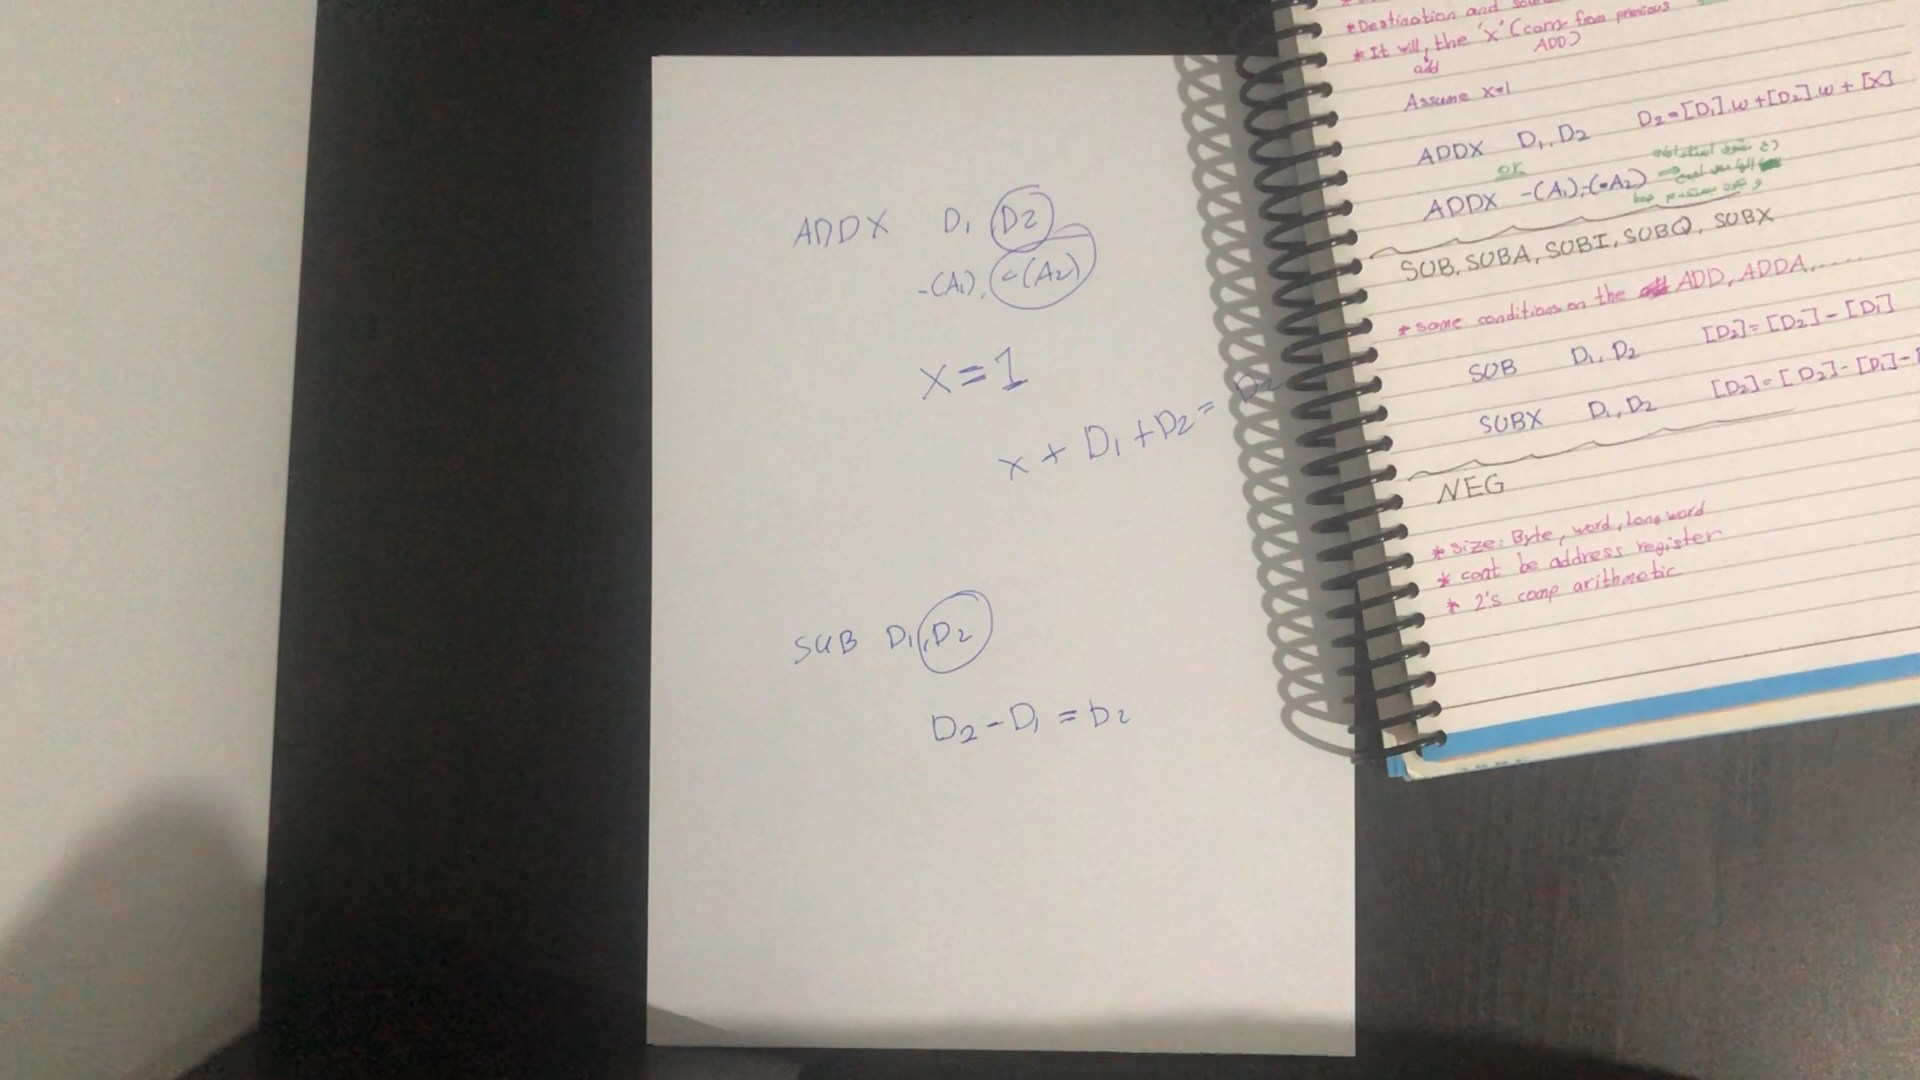 ADDX D1, D2
-(A1), -(A2)
x=1
x + D1 + D2 = D2
SUB D1, D2
D2 - D1 = D2
*Destination and
*It will, the 'x' (carry from previous
add ADD)
Assume x=1
ADDX D1, D2 D2=[D1].w+[D2].w+[x]
OR
ADDX -(A1), -(A2)
SUB, SUBA, SUBI, SUBQ, SUBX
*same conditions on the ADD, ADDA,.....
SUB D1, D2 [D2]=[D2]-[D1]
SUBX D1, D2 [D2]=[D2]-[D1]-
NEG
*size: Byte, word, long word
* cont be address register
* 2's comp arithmetic